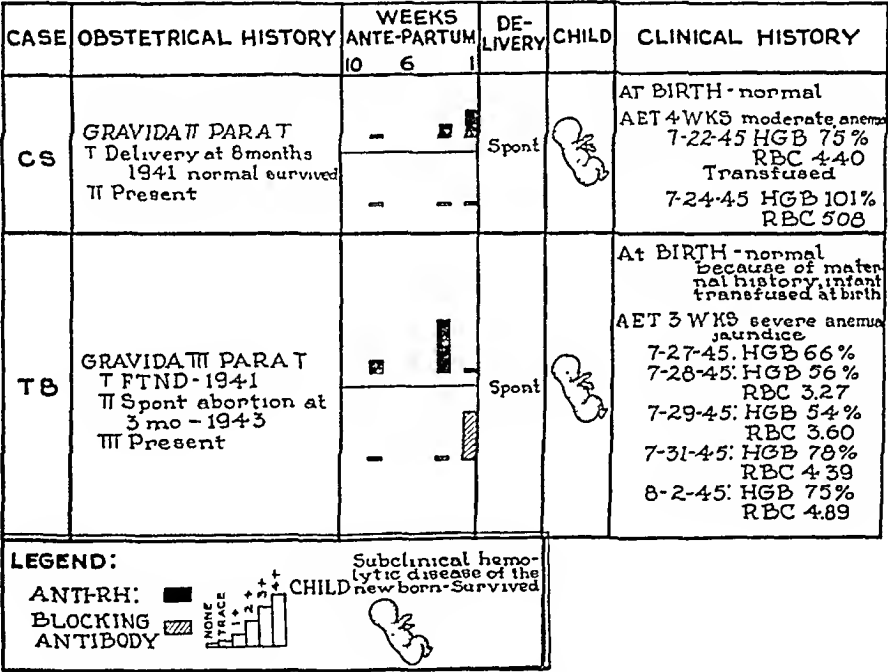 CASE
OBSTETRICAL HISTORY
WEEKS
ANTE-PARTUM
10 6 1
DE-
LIVERY
CHILD
CLINICAL HISTORY
CS
GRAVIDA II PARA I
I Delivery at 8 months
1941 normal survived
II Present
Spont
AT BIRTH - normal
AET 4 WKS moderate anemi
7-22-45 HGB 75%
RBC 4.40
Transfused
7-24-45 HGB 101%
RBC 508
TB
GRAVIDA III PARA I
I FTND - 1941
II Spont abortion at
3 mo - 1943
III Present
Spont
At BIRTH - normal
because of mater-
nal history, infant
transfused at birth
AET 3 WKS severe anemia
jaundice
7-27-45. HGB 66%
7-28-45: HGB 56%
RBC 3.27
7-29-45: HGB 54%
RBC 3.60
7-31-45: HGB 78%
RBC 4.39
8-2-45: HGB 75%
RBC 4.89
LEGEND:
ANTI-RH:
BLOCKING
ANTIBODY
NONE
TRACE
1+
2+
3+
4+
CHILD
Subclinical hemo-
lytic disease of the
newborn-Survived